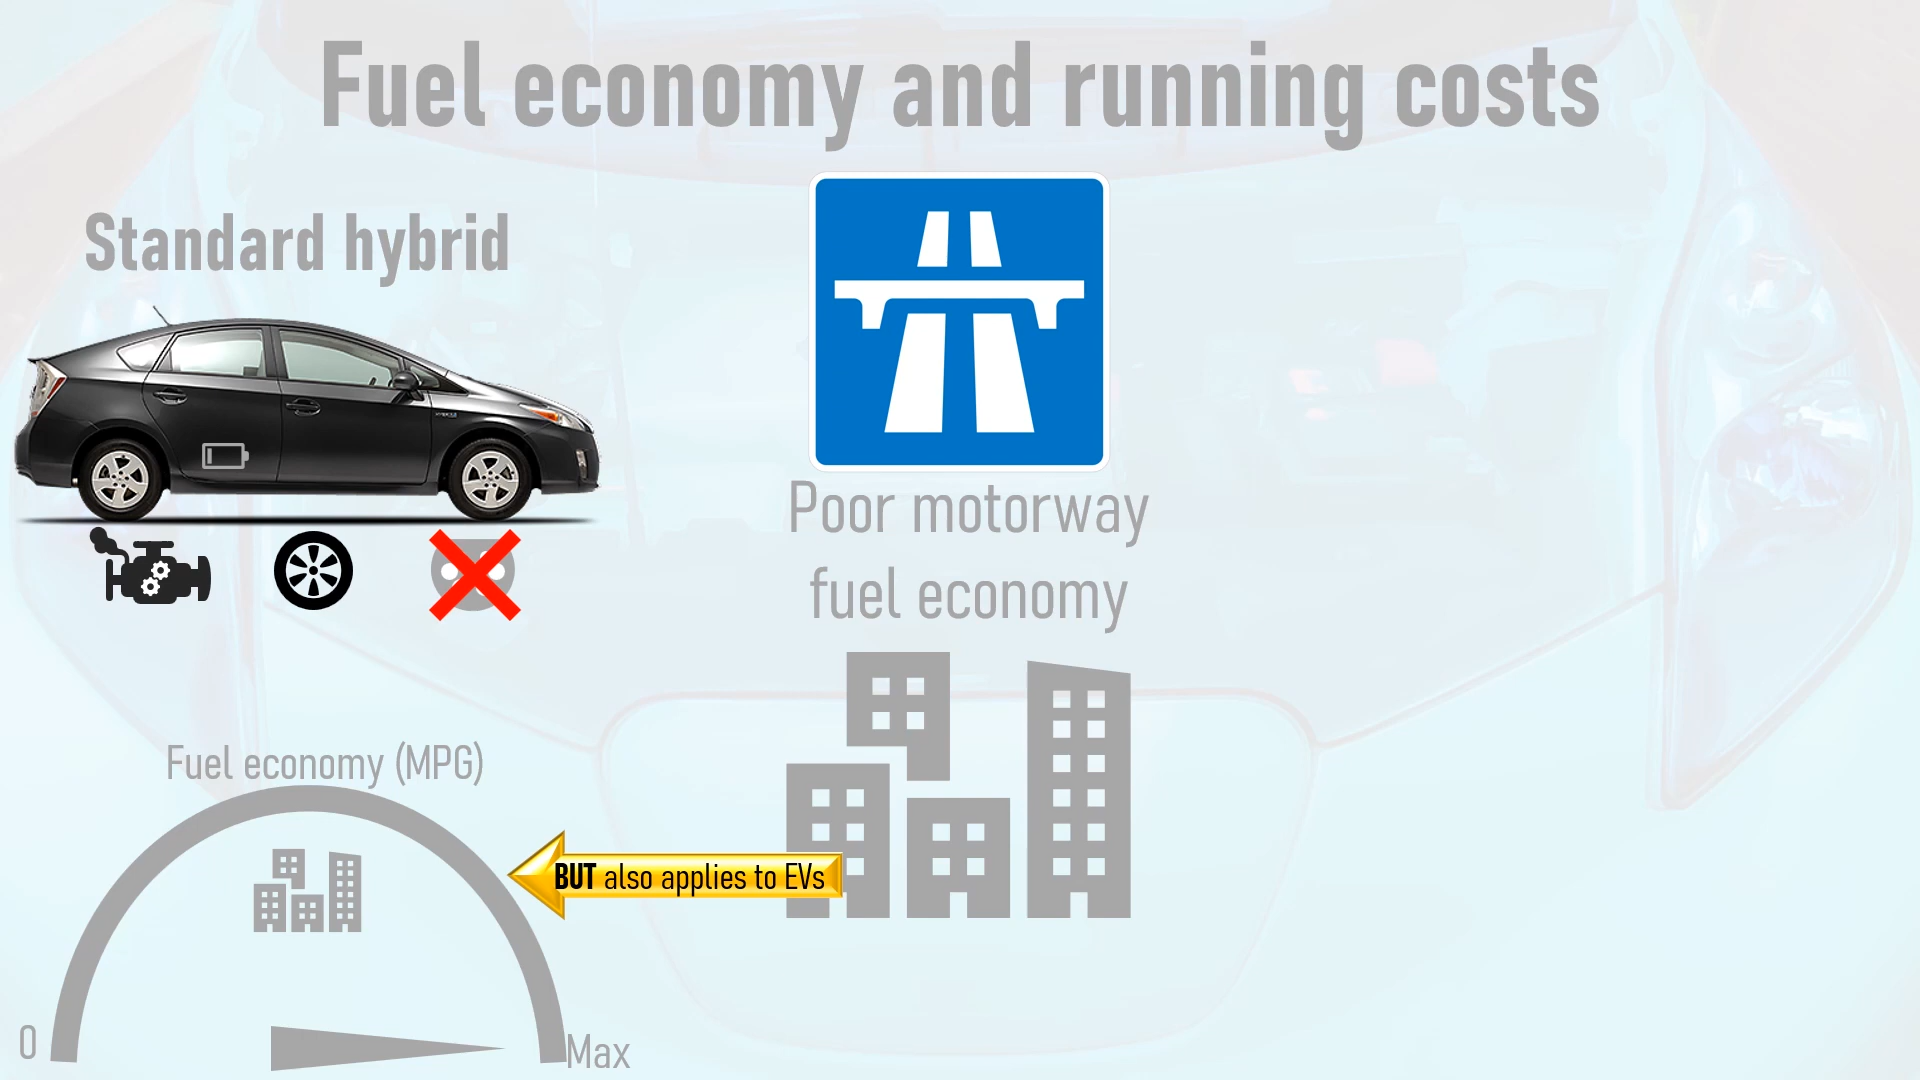 Fuel economy and running costs
Standard hybrid
Poor motorway
fuel economy
Fuel economy (MPG)
BUT also applies to EVs
0
Max